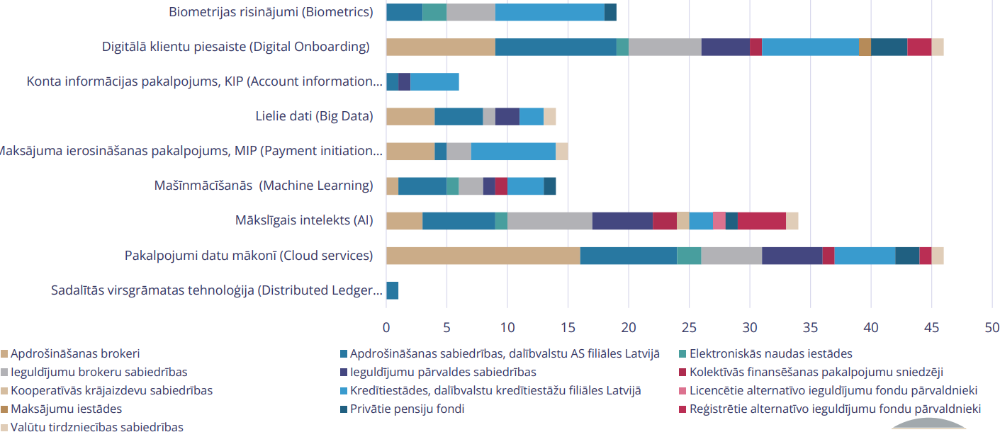 Biometrijas risinājumi (Biometrics)
Digitālā klientu piesaiste (Digital Onboarding)
Konta informācijas pakalpojums, KIP (Account information...
Lielie dati (Big Data)
Maksājuma ierosināšanas pakalpojums, MIP (Payment initiation...
Mašīnmācīšanās (Machine Learning)
Mākslīgais intelekts (AI)
Pakalpojumi datu mākonī (Cloud services)
Sadalītās virsgrāmatas tehnoloģija (Distributed Ledger...
0 5 10 15 20 25 30 35 40 45 50
Apdrošināšanas brokeri
Apdrošināšanas sabiedrības, dalībvalstu AS filiāles Latvijā
Elektroniskās naudas iestādes
Ieguldījumu brokeru sabiedrības
Ieguldījumu pārvaldes sabiedrības
Kolektīvās finansēšanas pakalpojumu sniedzēji
Kooperatīvās krājaizdevu sabiedrības
Kredītiestādes, dalībvalstu kredītiestāžu filiāles Latvijā
Licencētie alternatīvo ieguldījumu fondu pārvaldnieki
Maksājumu iestādes
Privātie pensiju fondi
Reģistrētie alternatīvo ieguldījumu fondu pārvaldnieki
Valūtu tirdzniecības sabiedrības